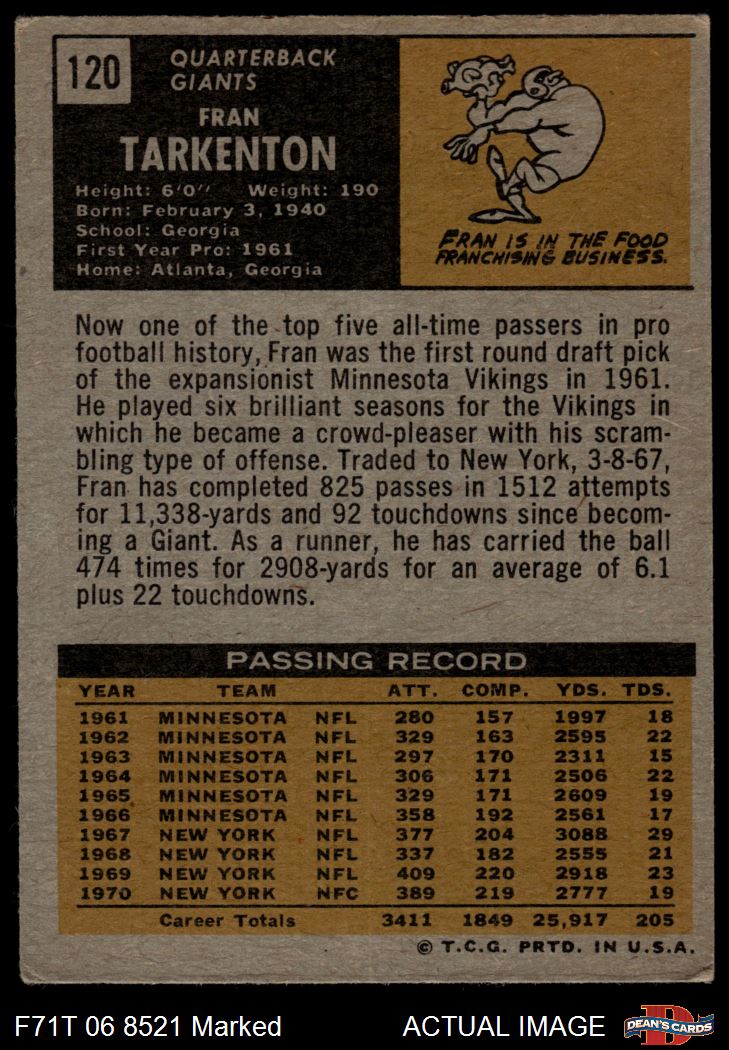 120
QUARTERBACK
GIANTS
FRAN
TARKENTON
Height: 6'0" Weight: 190
Born: February 3, 1940
School: Georgia
First Year Pro: 1961
Home: Atlanta, Georgia
FRAN IS IN THE FOOD
FRANCHISING BUSINESS.
Now one of the top five all-time passers in pro
football history, Fran was the first round draft pick
of the expansionist Minnesota Vikings in 1961.
He played six brilliant seasons for the Vikings in
which he became a crowd-pleaser with his scram-
bling type of offense. Traded to New York, 3-8-67,
Fran has completed 825 passes in 1512 attempts
for 11,338-yards and 92 touchdowns since becom-
ing a Giant. As a runner, he has carried the ball
474 times for 2908-yards for an average of 6.1
plus 22 touchdowns.
PASSING RECORD
YEAR TEAM ATT. COMP. YDS. TDS.
1961 MINNESOTA NFL 280 157 1997 18
1962 MINNESOTA NFL 329 163 2595 22
1963 MINNESOTA NFL 297 170 2311 15
1964 MINNESOTA NFL 306 171 2506 22
1965 MINNESOTA NFL 329 171 2609 19
1966 MINNESOTA NFL 358 192 2561 17
1967 NEW YORK NFL 377 204 3088 29
1968 NEW YORK NFL 337 182 2555 21
1969 NEW YORK NFL 409 220 2918 23
1970 NEW YORK NFC 389 219 2777 19
Career Totals 3411 1849 25,917 205
© T.C.G. PRTD. IN U.S.A.
F71T 06 8521 Marked ACTUAL IMAGE
D
DEAN'S CARDS